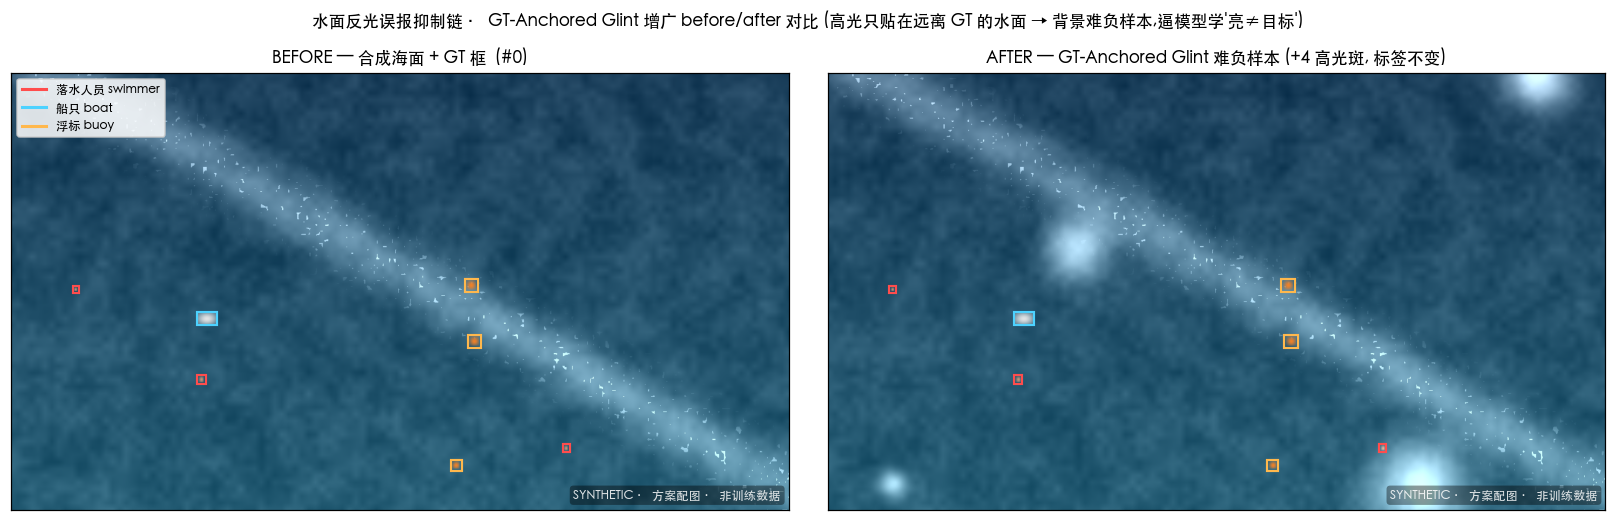 水面反光误报抑制链 · GT-Anchored Glint 增广 before/after 对比 (高光只贴在远离 GT 的水面 → 背景难负样本,逼模型学'亮≠目标')
BEFORE — 合成海面 + GT 框 (#0)
落水人员 swimmer
船只 boat
浮标 buoy
SYNTHETIC · 方案配图 · 非训练数据
AFTER — GT-Anchored Glint 难负样本 (+4 高光斑, 标签不变)
SYNTHETIC · 方案配图 · 非训练数据